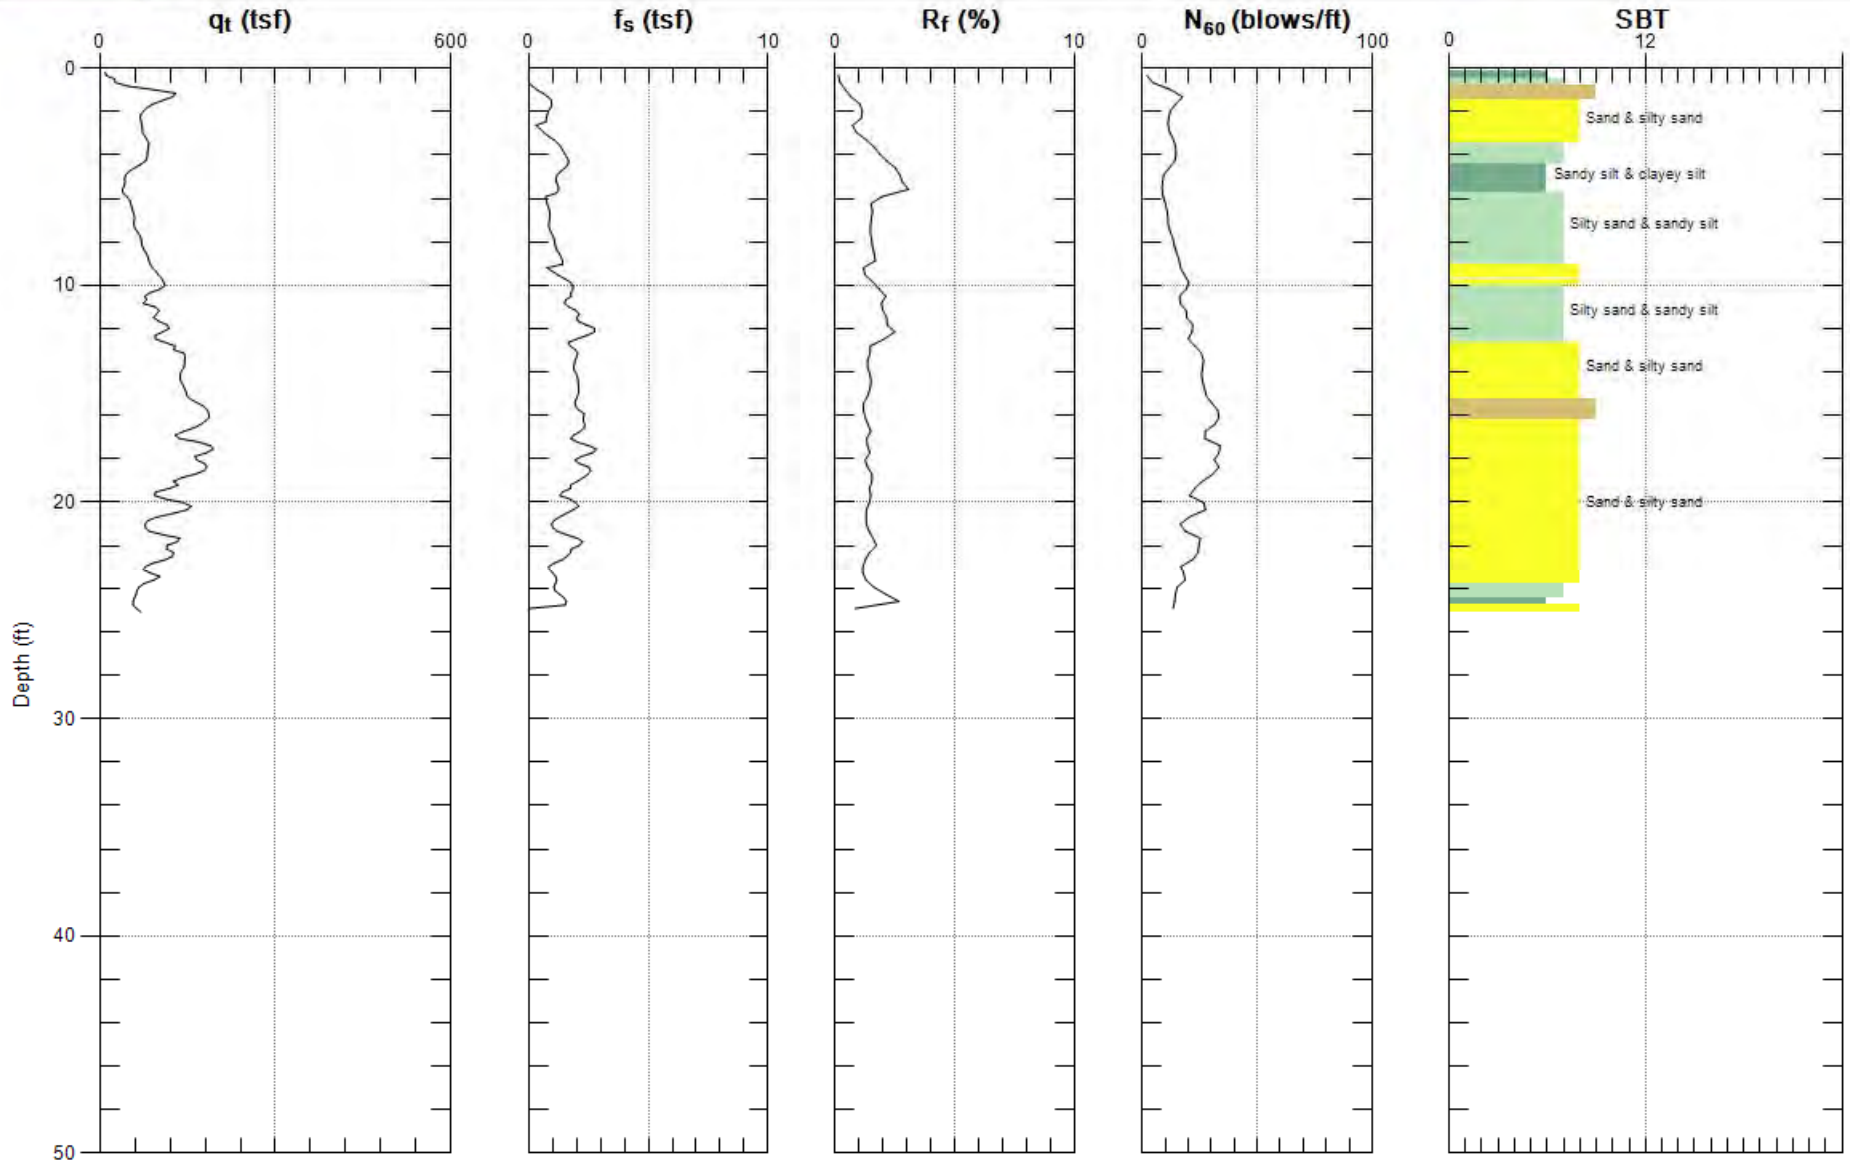 qt (tsf) fs (tsf) Rf (%) N60 (blows/ft) SBT
0 600 0 10 0 10 0 100 0 12
0
Sand & silty sand
Sandy silt & clayey silt
Silty sand & sandy silt
10
Silty sand & sandy silt
Sand & silty sand
20 Sand & silty sand
Depth (ft)
30
40
50